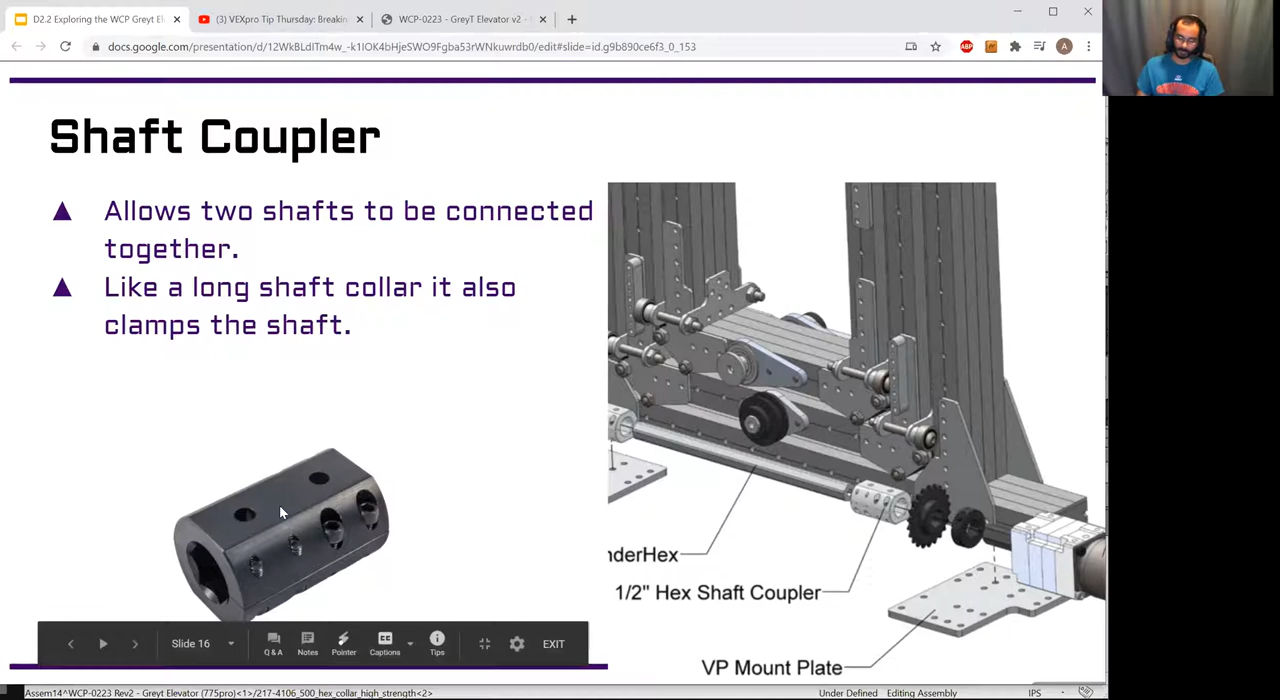 D2.2 Exploring the WCP Greyt El
(3) VEXpro Tip Thursday: Breakin
WCP-0223 - GreyT Elevator v2 -
docs.google.com/presentation/d/12WkBLdlTm4w_-k1IOK4bHjeSWO9Fgba53rWNkuwrdb0/edit#slide=id.g9b890ce6f3_0_153
ABP
A
Shaft Coupler
▲ Allows two shafts to be connected
together.
▲ Like a long shaft collar it also
clamps the shaft.
nderHex
1/2" Hex Shaft Coupler
VP Mount Plate
Slide 16
Q & A
Notes
Pointer
CC
Captions
Tips
EXIT
Assem14^WCP-0223 Rev2 - Greyt Elevator (775pro)<1>/217-4106_500_hex_collar_high_strength<2>
Under Defined
Editing Assembly
IPS